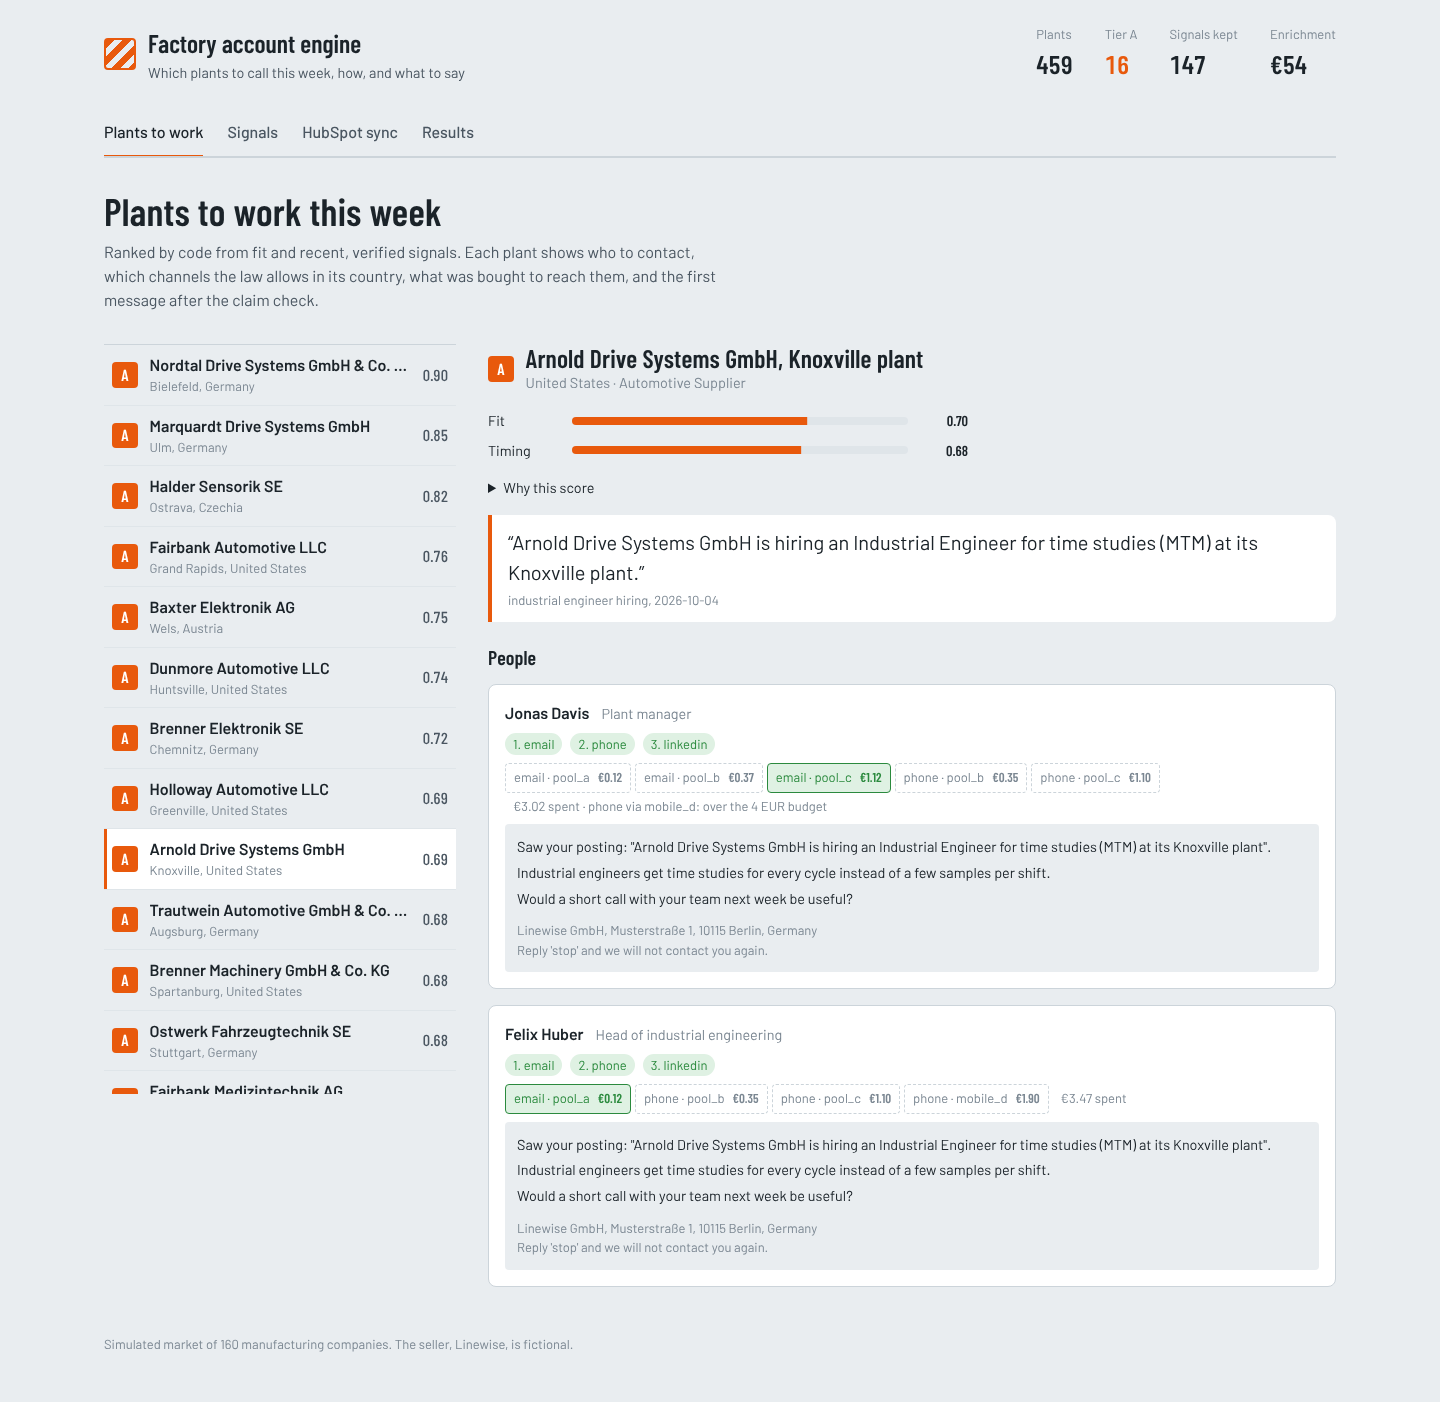 Factory account engine
Which plants to call this week, how, and what to say
Plants
459
Tier A
16
Signals kept
147
Enrichment
€54
Plants to work
Signals
HubSpot sync
Results
Plants to work this week
Ranked by code from fit and recent, verified signals. Each plant shows who to contact,
which channels the law allows in its country, what was bought to reach them, and the first
message after the claim check.
A
Nordtal Drive Systems GmbH & Co. …
0.90
Bielefeld, Germany
A
Marquardt Drive Systems GmbH
0.85
Ulm, Germany
A
Halder Sensorik SE
0.82
Ostrava, Czechia
A
Fairbank Automotive LLC
0.76
Grand Rapids, United States
A
Baxter Elektronik AG
0.75
Wels, Austria
A
Dunmore Automotive LLC
0.74
Huntsville, United States
A
Brenner Elektronik SE
0.72
Chemnitz, Germany
A
Holloway Automotive LLC
0.69
Greenville, United States
A
Arnold Drive Systems GmbH
0.69
Knoxville, United States
A
Trautwein Automotive GmbH & Co. …
0.68
Augsburg, Germany
A
Brenner Machinery GmbH & Co. KG
0.68
Spartanburg, United States
A
Ostwerk Fahrzeugtechnik SE
0.68
Stuttgart, Germany
Fairbank Medizintechnik AG
A
Arnold Drive Systems GmbH, Knoxville plant
United States · Automotive Supplier
Fit
0.70
Timing
0.68
Why this score
“Arnold Drive Systems GmbH is hiring an Industrial Engineer for time studies (MTM) at its
Knoxville plant.”
industrial engineer hiring, 2026-10-04
People
Jonas Davis Plant manager
1. email 2. phone 3. linkedin
email · pool_a €0.12 email · pool_b €0.37 email · pool_c €1.12 phone · pool_b €0.35 phone · pool_c €1.10
€3.02 spent · phone via mobile_d: over the 4 EUR budget
Saw your posting: "Arnold Drive Systems GmbH is hiring an Industrial Engineer for time studies (MTM) at its Knoxville plant".
Industrial engineers get time studies for every cycle instead of a few samples per shift.
Would a short call with your team next week be useful?
Linewise GmbH, Musterstraße 1, 10115 Berlin, Germany
Reply 'stop' and we will not contact you again.
Felix Huber Head of industrial engineering
1. email 2. phone 3. linkedin
email · pool_a €0.12 phone · pool_b €0.35 phone · pool_c €1.10 phone · mobile_d €1.90 €3.47 spent
Saw your posting: "Arnold Drive Systems GmbH is hiring an Industrial Engineer for time studies (MTM) at its Knoxville plant".
Industrial engineers get time studies for every cycle instead of a few samples per shift.
Would a short call with your team next week be useful?
Linewise GmbH, Musterstraße 1, 10115 Berlin, Germany
Reply 'stop' and we will not contact you again.
Simulated market of 160 manufacturing companies. The seller, Linewise, is fictional.